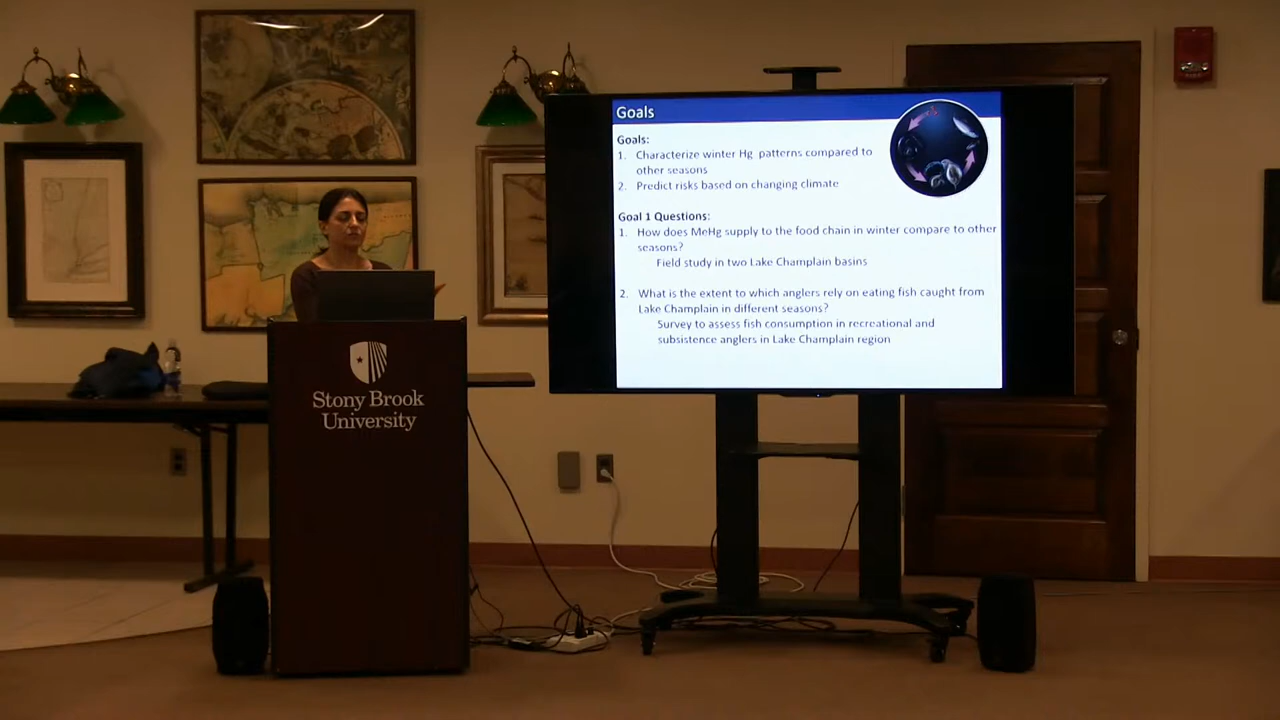 Goals
Goals:
1. Characterize winter Hg patterns compared to
other seasons
2. Predict risks based on changing climate
Goal 1 Questions:
1. How does MeHg supply to the food chain in winter compare to other
seasons?
Field study in two Lake Champlain basins
2. What is the extent to which anglers rely on eating fish caught from
Lake Champlain in different seasons?
Survey to assess fish consumption in recreational and
subsistence anglers in Lake Champlain region
Stony Brook
University